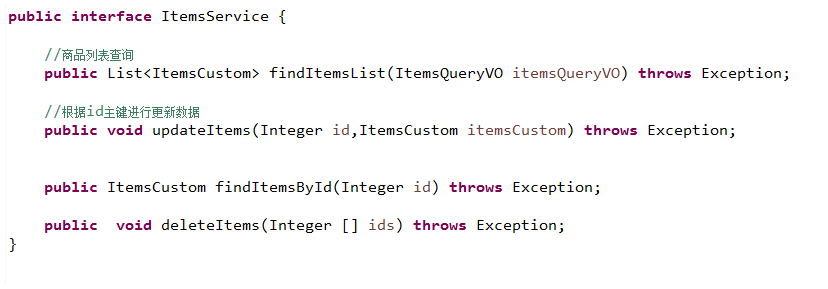 public interface ItemsService {
//商品列表查询
public List<ItemsCustom> findItemsList(ItemsQueryVO itemsQueryVO) throws Exception;
//根据id主键进行更新数据
public void updateItems(Integer id,ItemsCustom itemsCustom) throws Exception;
public ItemsCustom findItemsById(Integer id) throws Exception;
public  void deleteItems(Integer [] ids) throws Exception;
}